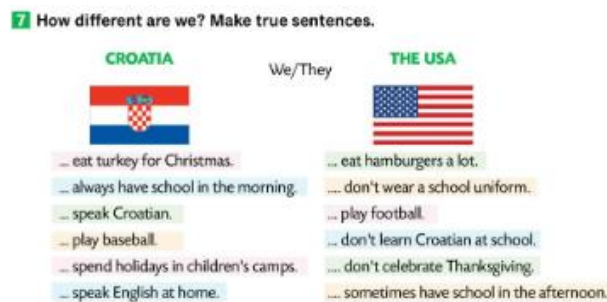 7 How different are we? Make true sentences.
CROATIA
We/They
THE USA
... eat turkey for Christmas.
... always have school in the morning.
... speak Croatian.
... play baseball.
... spend holidays in children's camps.
... speak English at home.
... eat hamburgers a lot.
.... don't wear a school uniform.
... play football.
... don't learn Croatian at school.
.... don't celebrate Thanksgiving.
.... sometimes have school in the afternoon.